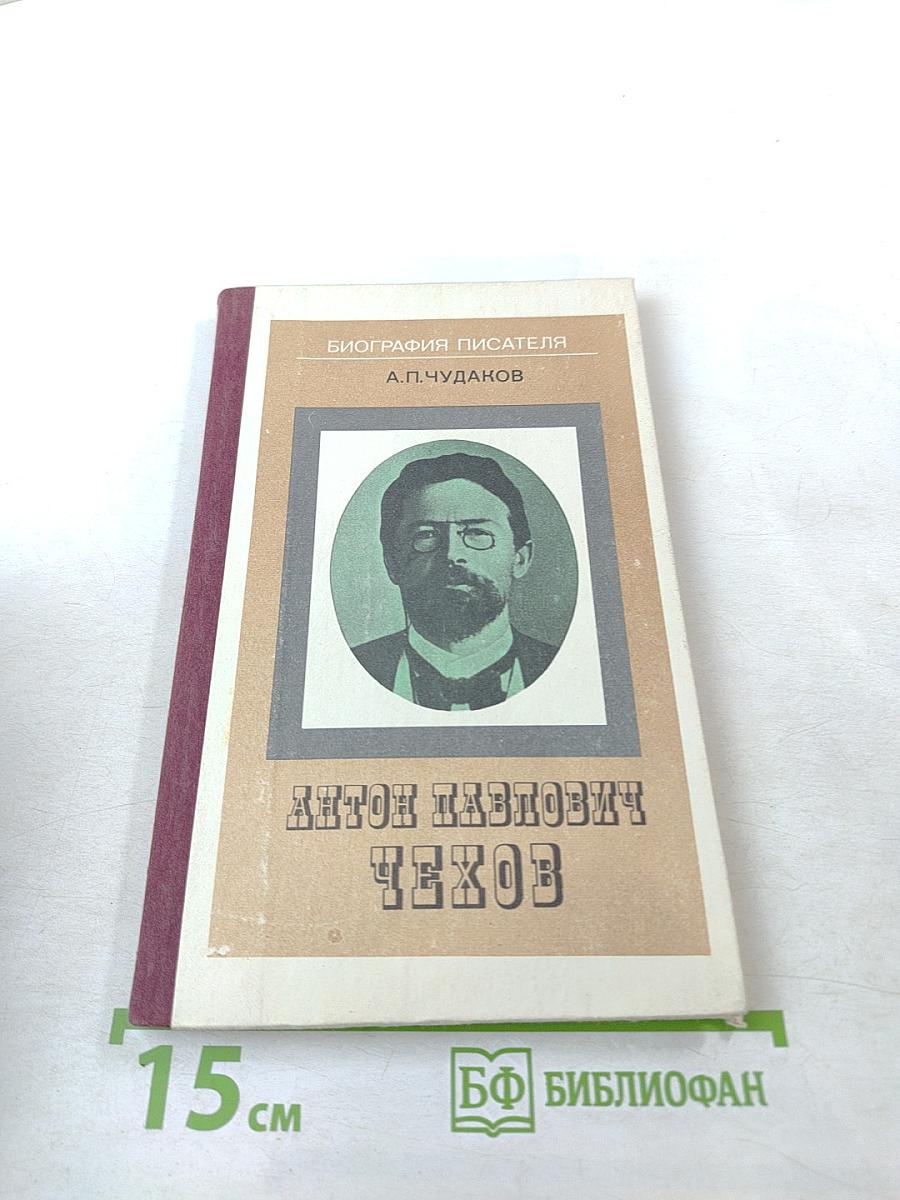 БИОГРАФИЯ ПИСАТЕЛЯ
А.П.ЧУДАКОВ
АНТОН ПАВЛОВИЧ
ЧЕХОВ
15 см
БФ БИБЛИОФАН